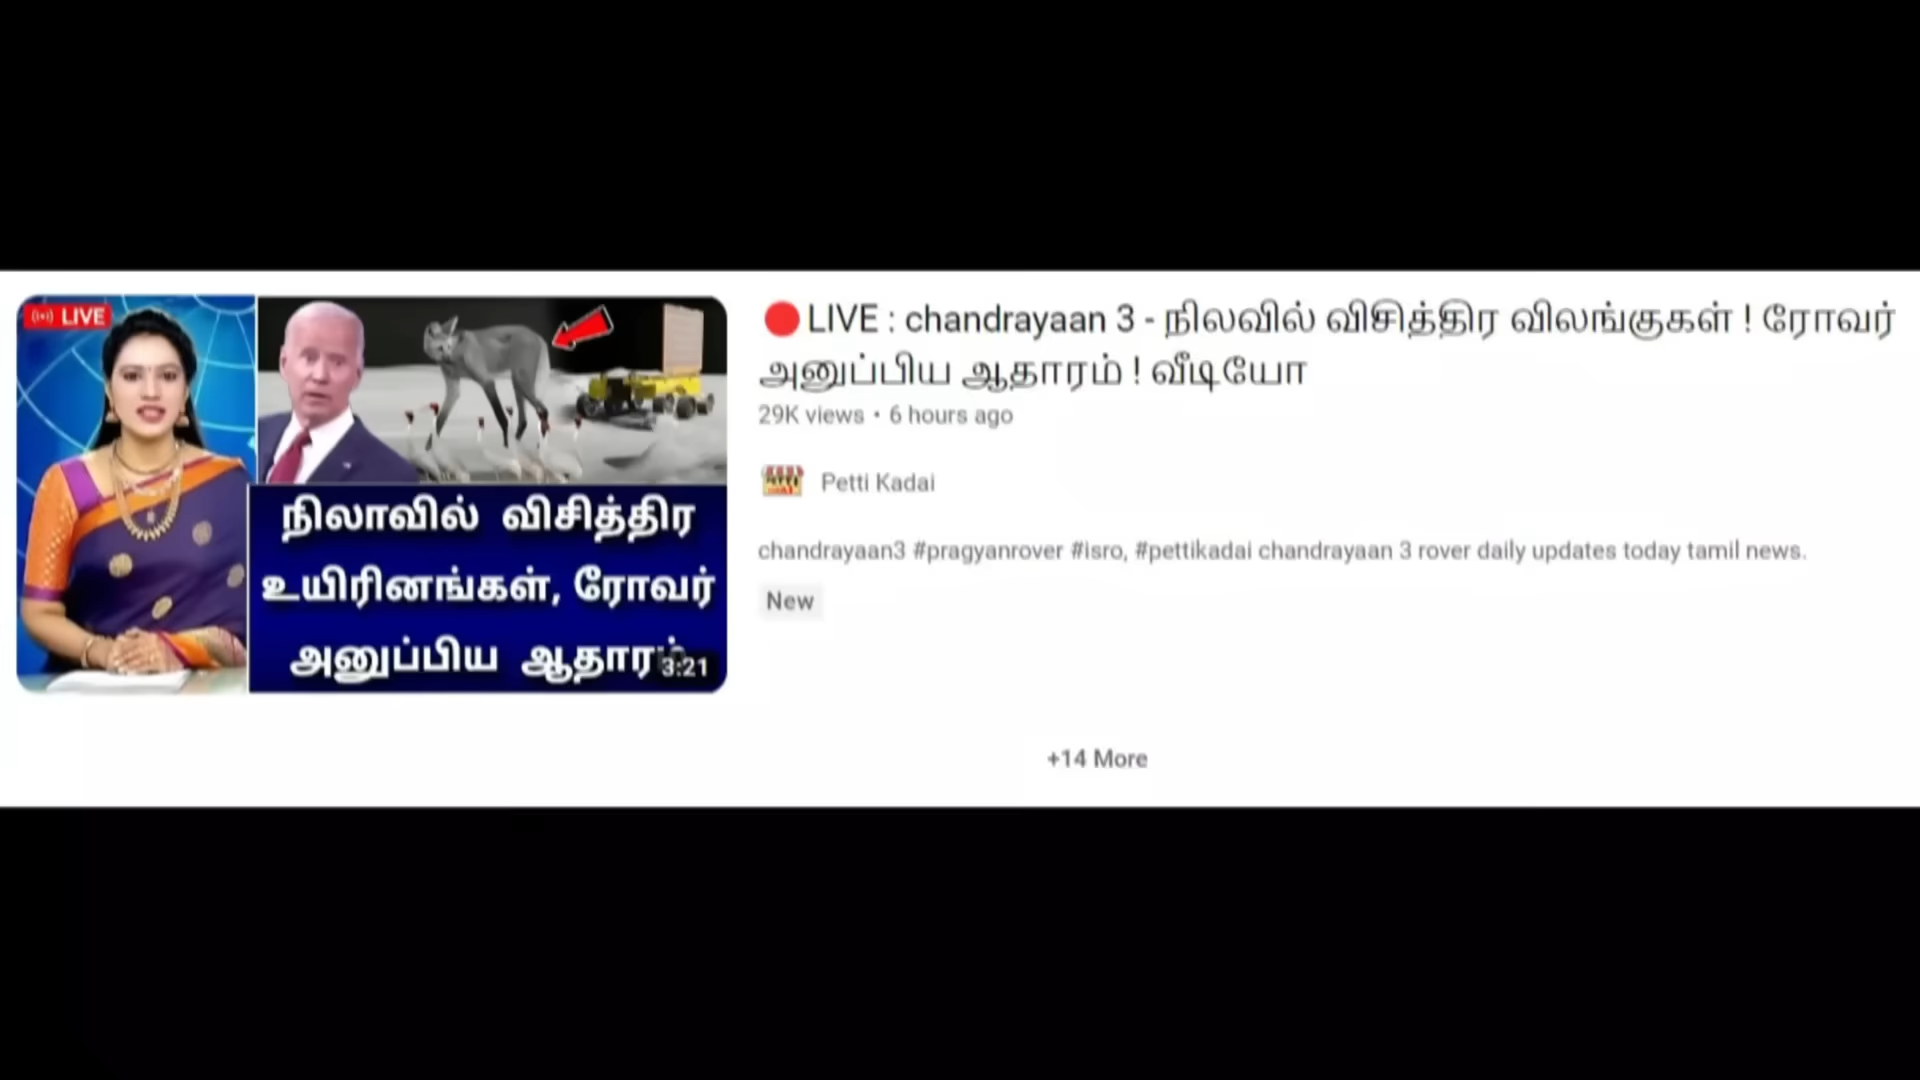 LIVE
நிலாவில் விசித்திர
உயிரினங்கள், ரோவர்
அனுப்பிய ஆதாரம்
3:21
🔴LIVE : chandrayaan 3 - நிலவில் விசித்திர விலங்குகள் ! ரோவர்
அனுப்பிய ஆதாரம் ! வீடியோ
29K views • 6 hours ago
Petti Kadai
chandrayaan3 #pragyanrover #isro, #pettikadai chandrayaan 3 rover daily updates today tamil news.
New
+14 More